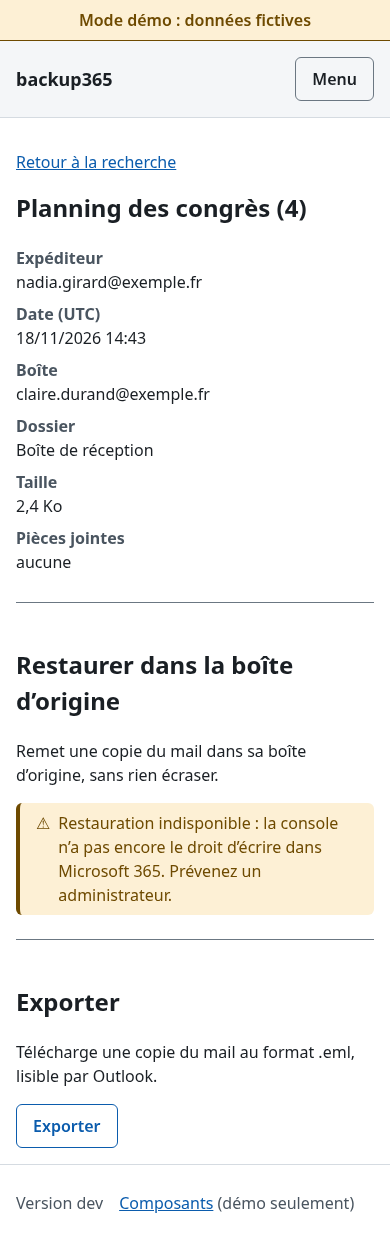 Mode démo : données fictives
backup365
Menu
Retour à la recherche
Planning des congrès (4)
Expéditeur
nadia.girard@exemple.fr
Date (UTC)
18/11/2026 14:43
Boîte
claire.durand@exemple.fr
Dossier
Boîte de réception
Taille
2,4 Ko
Pièces jointes
aucune
Restaurer dans la boîte
d’origine
Remet une copie du mail dans sa boîte
d’origine, sans rien écraser.
⚠ Restauration indisponible : la console
n’a pas encore le droit d’écrire dans
Microsoft 365. Prévenez un
administrateur.
Exporter
Télécharge une copie du mail au format .eml,
lisible par Outlook.
Exporter
Version dev Composants (démo seulement)